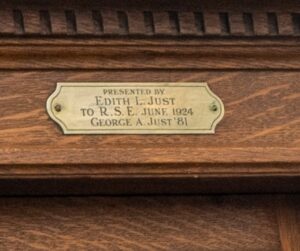 PRESENTED BY
EDITH L. JUST
TO R.S.E. JUNE 1924
GEORGE A. JUST '81